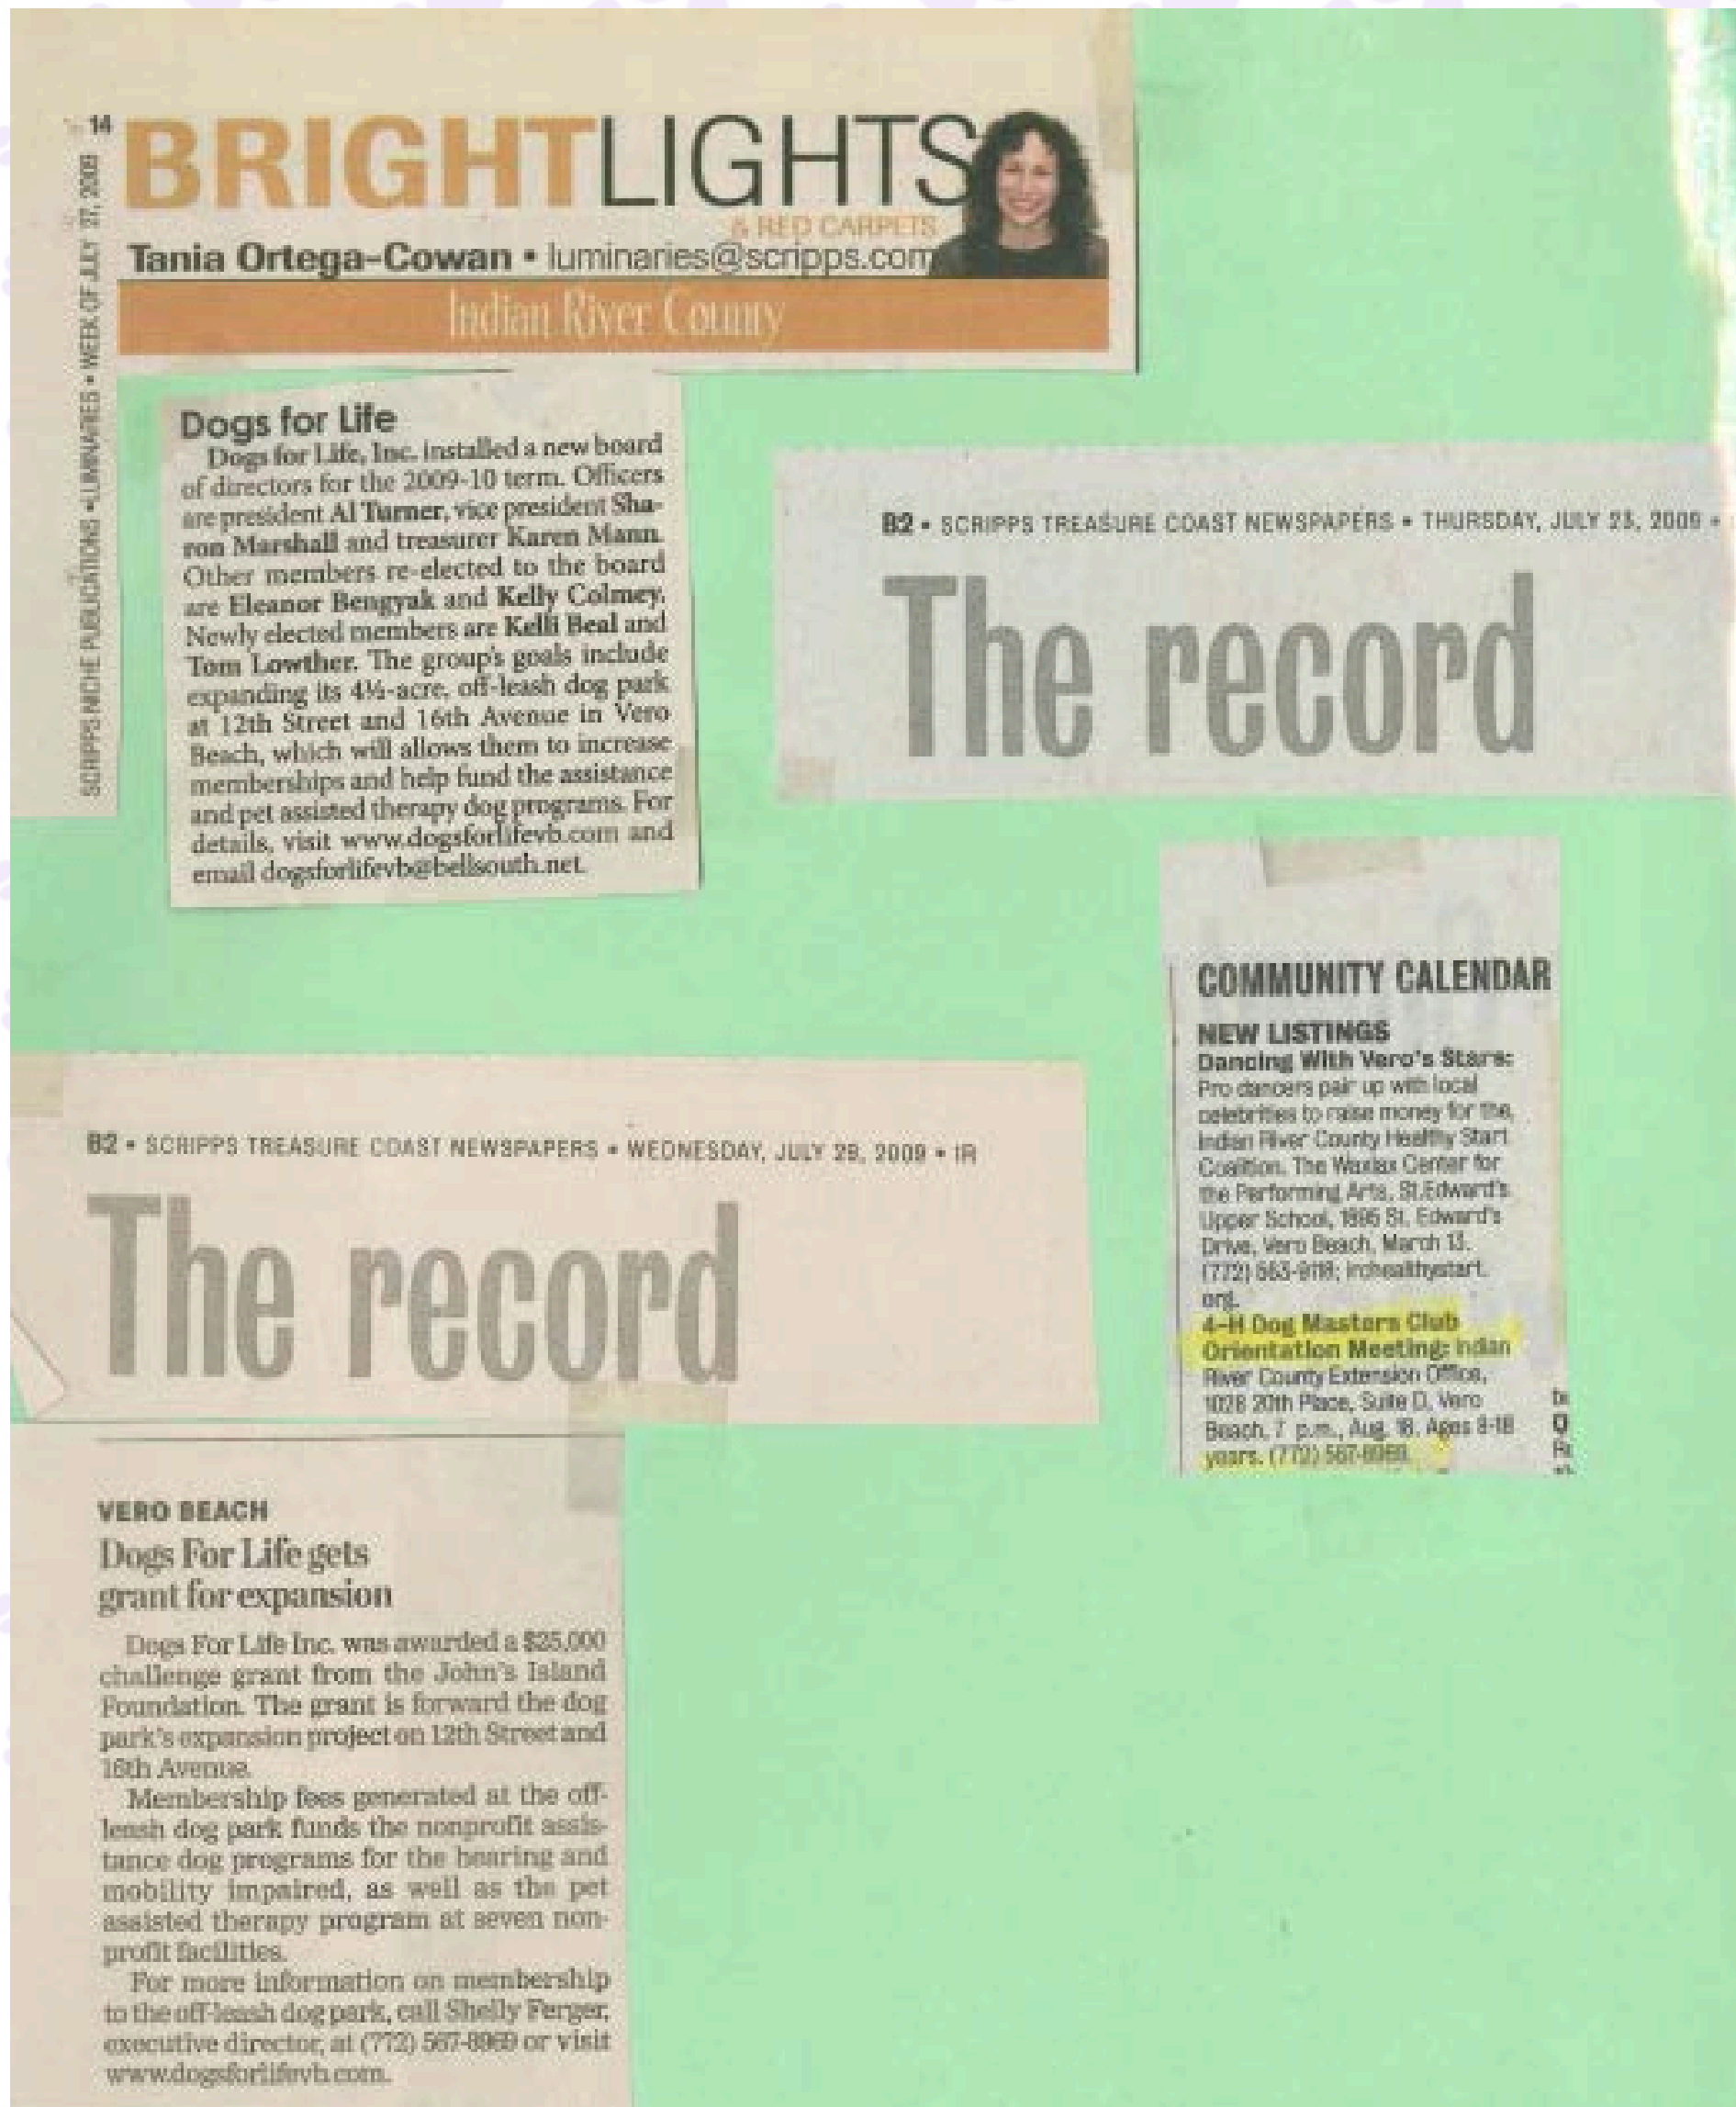 14
SCRIPPS NICHE PUBLICATIONS • LUMINARIES • WEEK OF JULY 27, 2009
BRIGHTLIGHTS
& RED CARPETS
Tania Ortega-Cowan • luminaries@scripps.com
Indian River County
Dogs for Life
Dogs for Life, Inc. installed a new board
of directors for the 2009-10 term. Officers
are president Al Turner, vice president Sha-
ron Marshall and treasurer Karen Mann.
Other members re-elected to the board
are Eleanor Bengyak and Kelly Colmey.
Newly elected members are Kelli Beal and
Tom Lowther. The group's goals include
expanding its 4½-acre, off-leash dog park
at 12th Street and 16th Avenue in Vero
Beach, which will allows them to increase
memberships and help fund the assistance
and pet assisted therapy dog programs. For
details, visit www.dogsforlifevb.com and
email dogsforlifevb@bellsouth.net.
B2 • SCRIPPS TREASURE COAST NEWSPAPERS • THURSDAY, JULY 23, 2009 •
The record
COMMUNITY CALENDAR
NEW LISTINGS
Dancing With Vero's Stars:
Pro dancers pair up with local
celebrities to raise money for the
Indian River County Healthy Start
Coalition. The Waxlax Center for
the Performing Arts, St.Edward's
Upper School, 1895 St. Edward's
Drive, Vero Beach, March 13.
(772) 563-9118; irchealthystart.
org.
4-H Dog Masters Club
Orientation Meeting: Indian
River County Extension Office,
1028 20th Place, Suite D, Vero
Beach, 7 p.m., Aug. 18. Ages 8-18
years. (772) 567-8969.
B2 • SCRIPPS TREASURE COAST NEWSPAPERS • WEDNESDAY, JULY 29, 2009 • IR
The record
VERO BEACH
Dogs For Life gets
grant for expansion
Dogs For Life Inc. was awarded a $25,000
challenge grant from the John's Island
Foundation. The grant is forward the dog
park's expansion project on 12th Street and
16th Avenue.
Membership fees generated at the off-
leash dog park funds the nonprofit assis-
tance dog programs for the hearing and
mobility impaired, as well as the pet
assisted therapy program at seven non-
profit facilities.
For more information on membership
to the off-leash dog park, call Shelly Ferger,
executive director, at (772) 567-8969 or visit
www.dogsforlifevb.com.